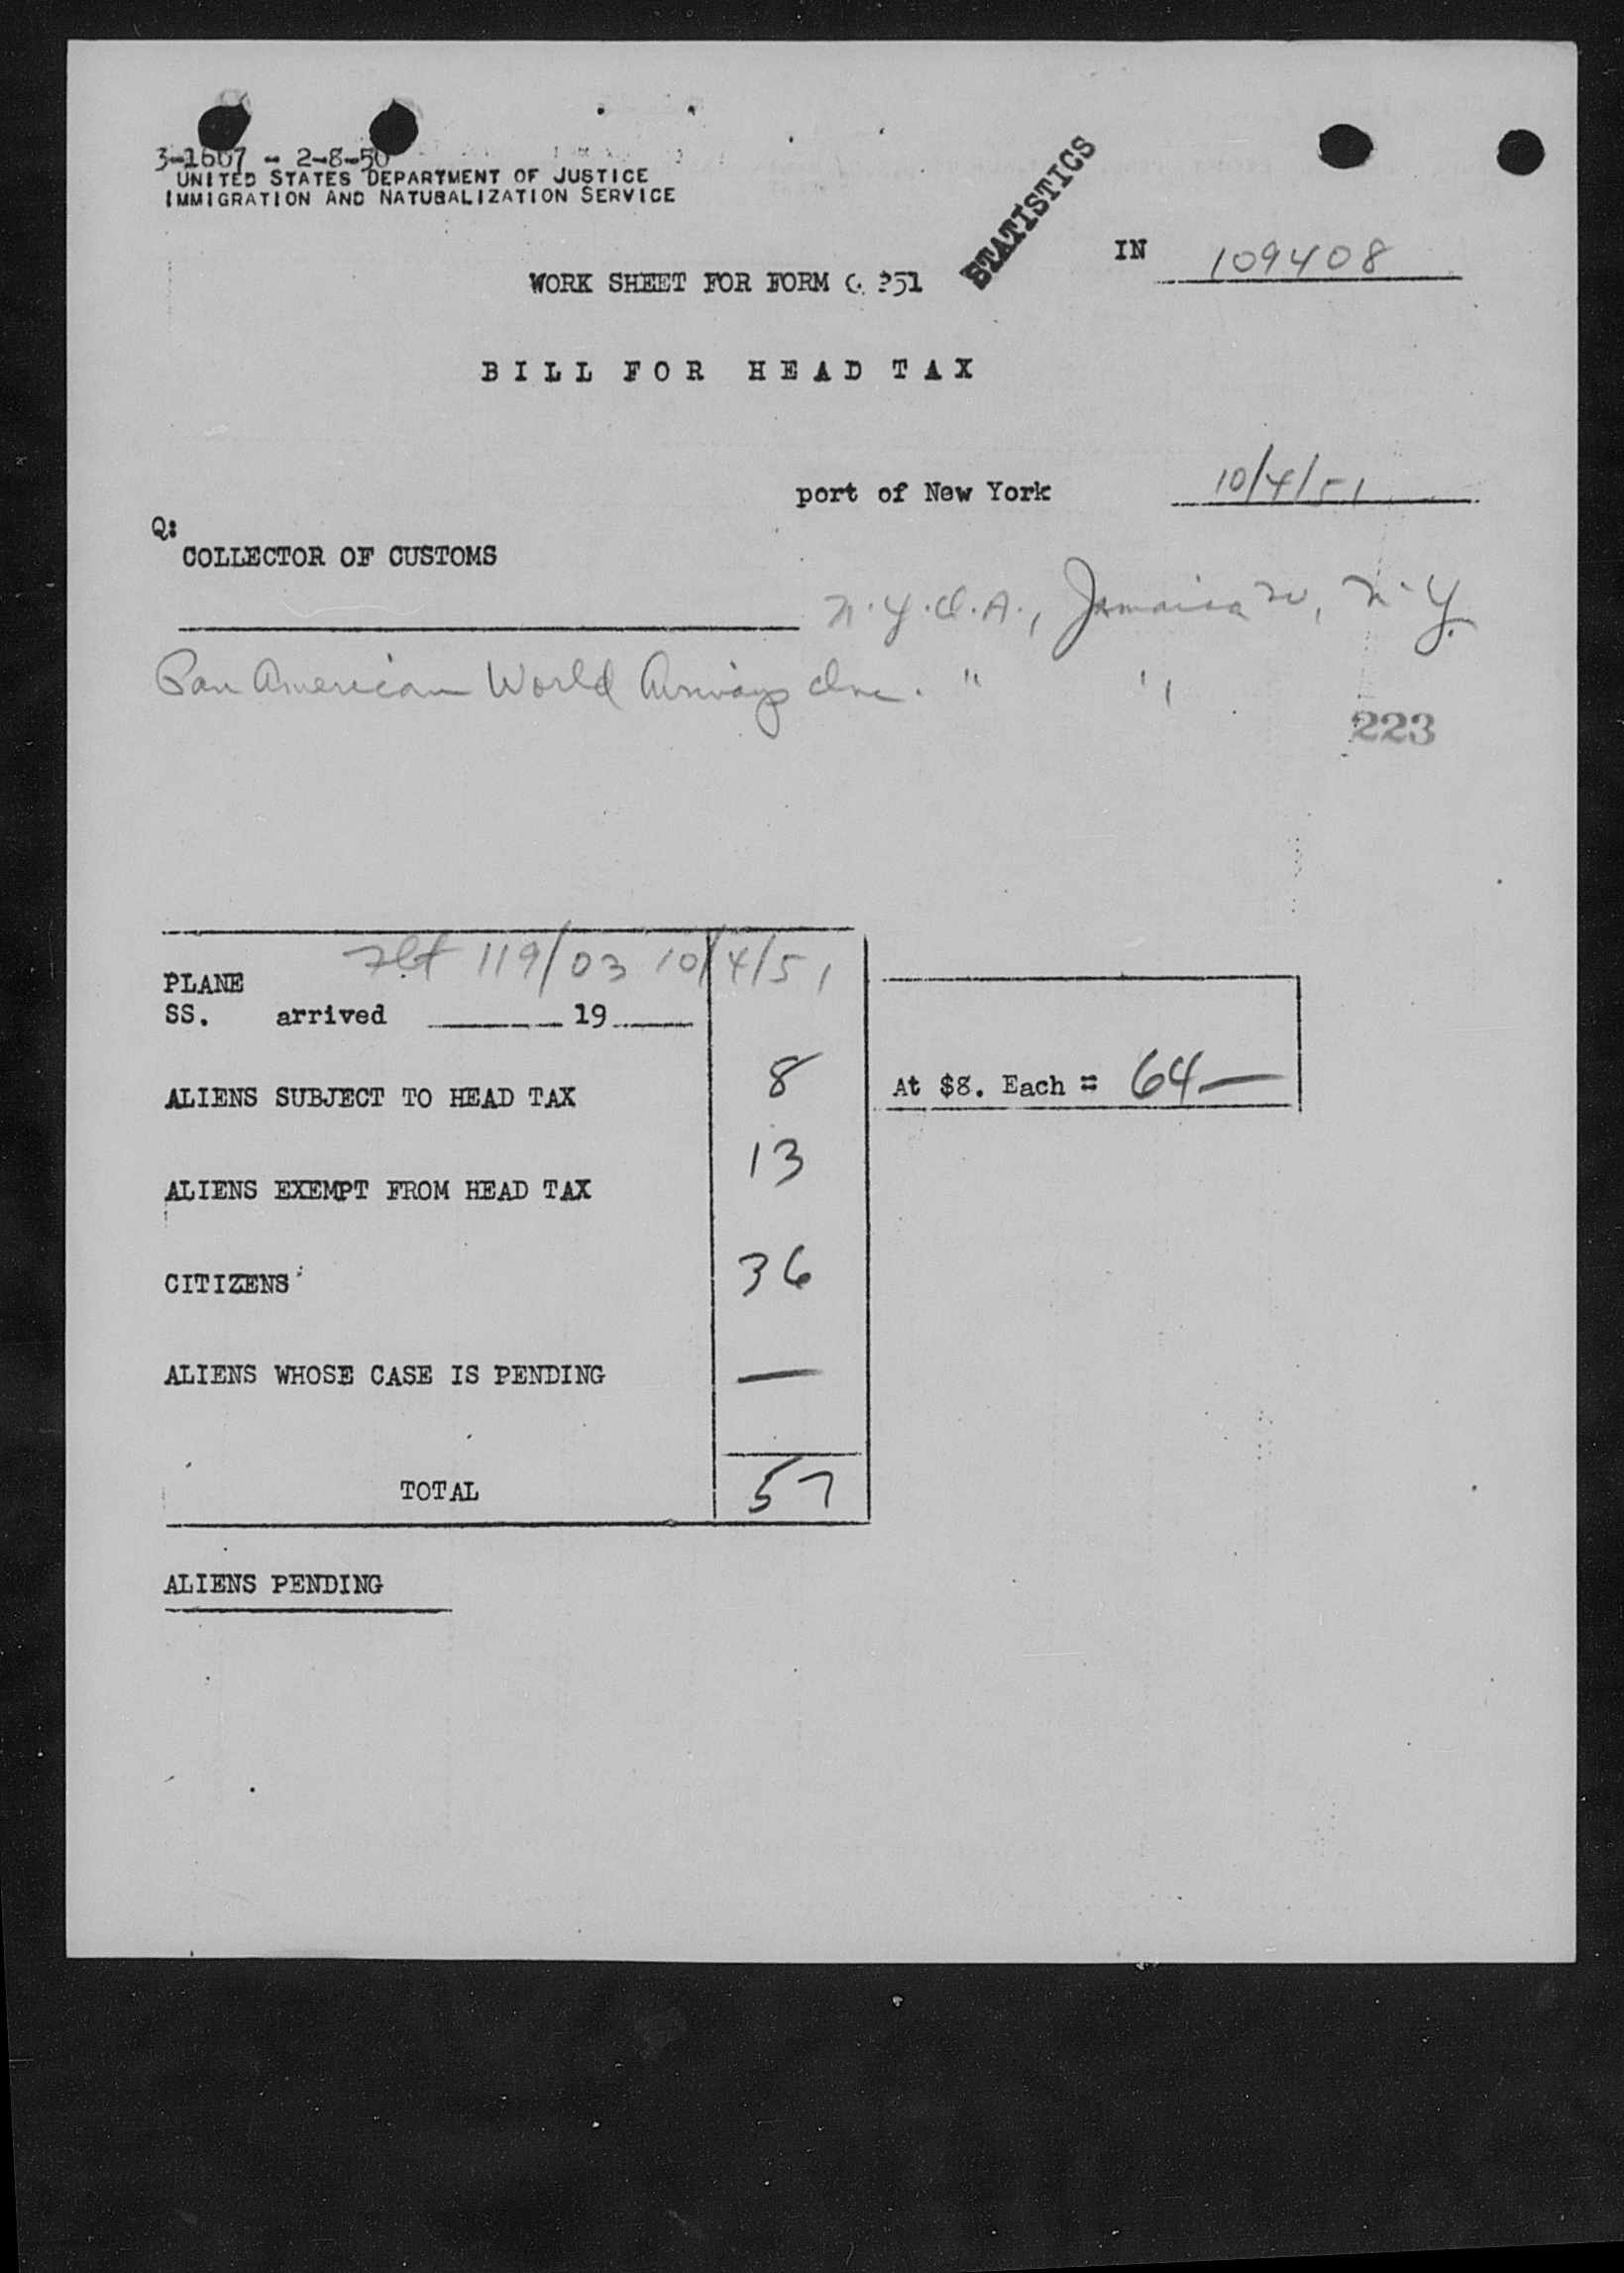 3-1607 - 2-8-50
UNITED STATES DEPARTMENT OF JUSTICE
IMMIGRATION AND NATURALIZATION SERVICE
STATISTICS
IN 109408
WORK SHEET FOR FORM G 351
BILL FOR HEAD TAX
port of New York 10/4/51
Q:
COLLECTOR OF CUSTOMS
N.Y.I.A., Jamaica N.Y.
Pan American World Airways Inc. " "
223
Flt 119/03 10/4/51
PLANE
SS. arrived 19
ALIENS SUBJECT TO HEAD TAX 8 At $8. Each = 64—
ALIENS EXEMPT FROM HEAD TAX 13
CITIZENS 36
ALIENS WHOSE CASE IS PENDING —
TOTAL 57
ALIENS PENDING